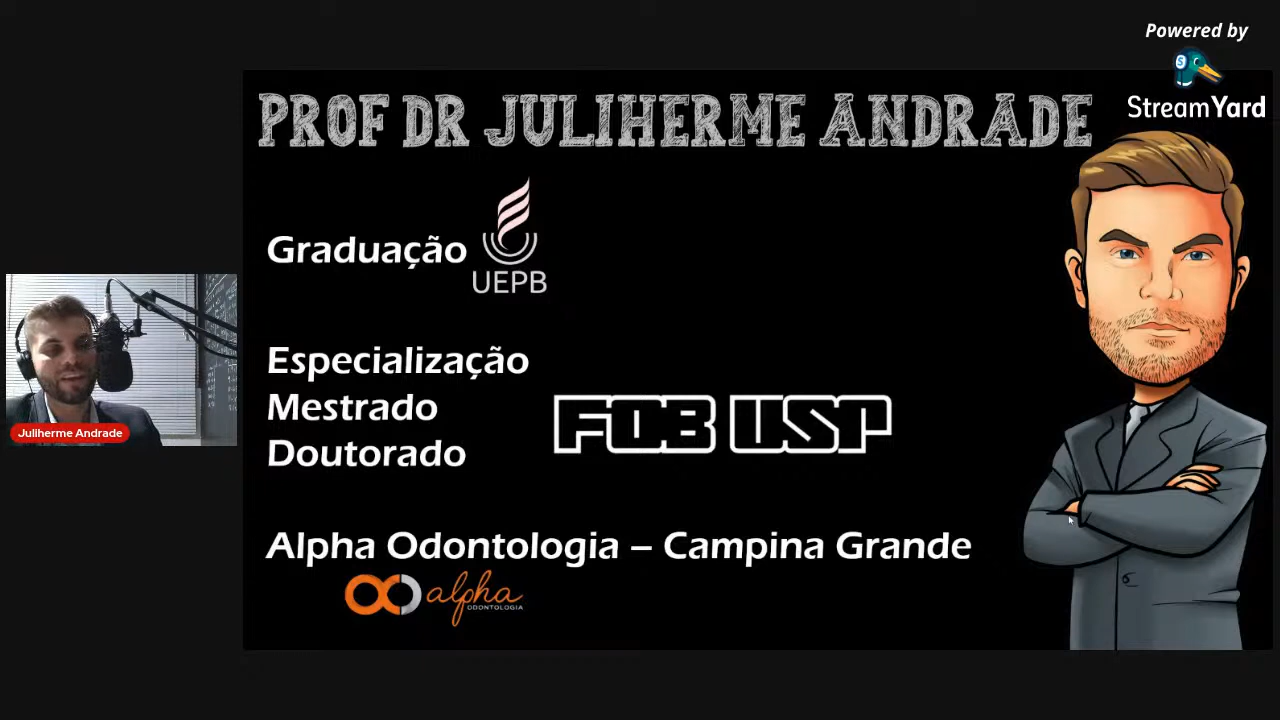 Powered by
StreamYard
PROF DR JULIHERME ANDRADE
Graduação
UEPB
Especialização
Mestrado
Doutorado
FOB USP
Alpha Odontologia – Campina Grande
alpha
ODONTOLOGIA
Juliherme Andrade